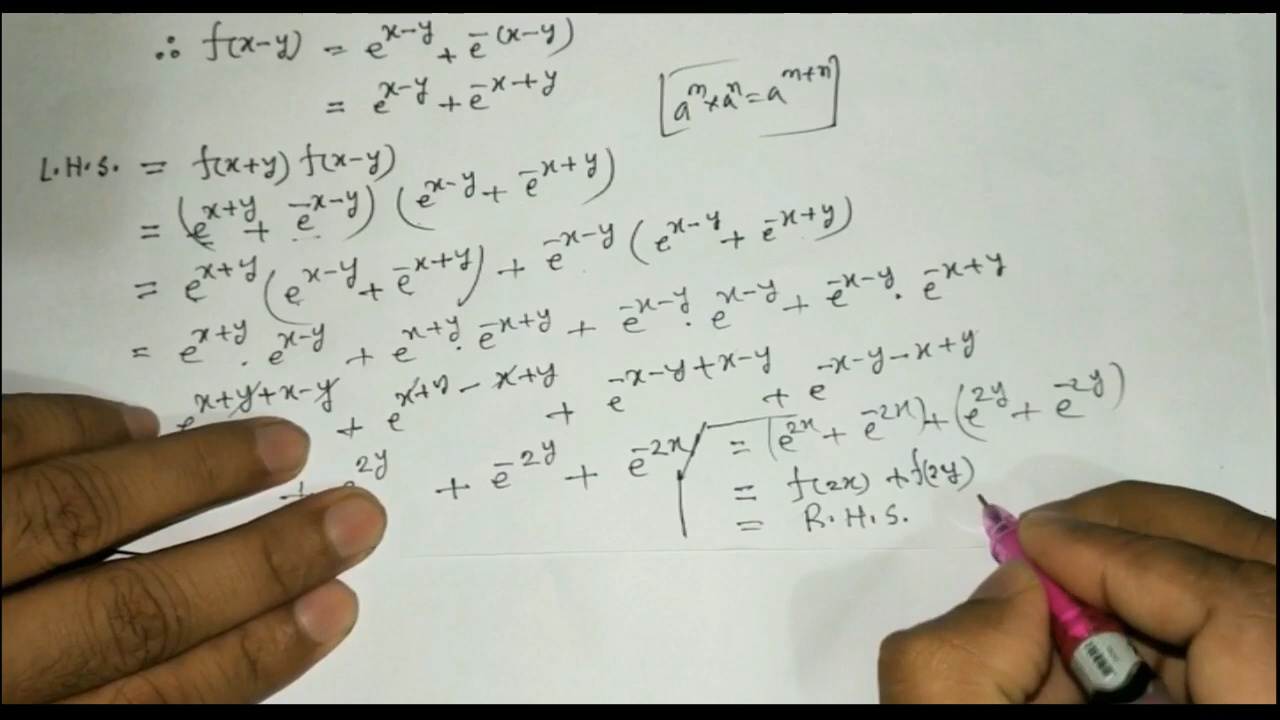 ∴ f(x-y) = e^{x-y} + e^{-(x-y)}
= e^{x-y} + e^{-x+y}
[a^m × a^n = a^{m+n}]
L.H.S. = f(x+y) f(x-y)
= (e^{x+y} + e^{-x-y}) (e^{x-y} + e^{-x+y})
= e^{x+y} (e^{x-y} + e^{-x+y}) + e^{-x-y} (e^{x-y} + e^{-x+y})
= e^{x+y} · e^{x-y} + e^{x+y} · e^{-x+y} + e^{-x-y} · e^{x-y} + e^{-x-y} · e^{-x+y}
e^{x+y+x-y} + e^{x+y-x+y} + e^{-x-y+x-y} + e^{-x-y-x+y}
+ e^{2y} + e^{-2y} + e^{-2x}
= (e^{2x} + e^{-2x}) + (e^{2y} + e^{-2y})
= f(2x) + f(2y)
= R.H.S.